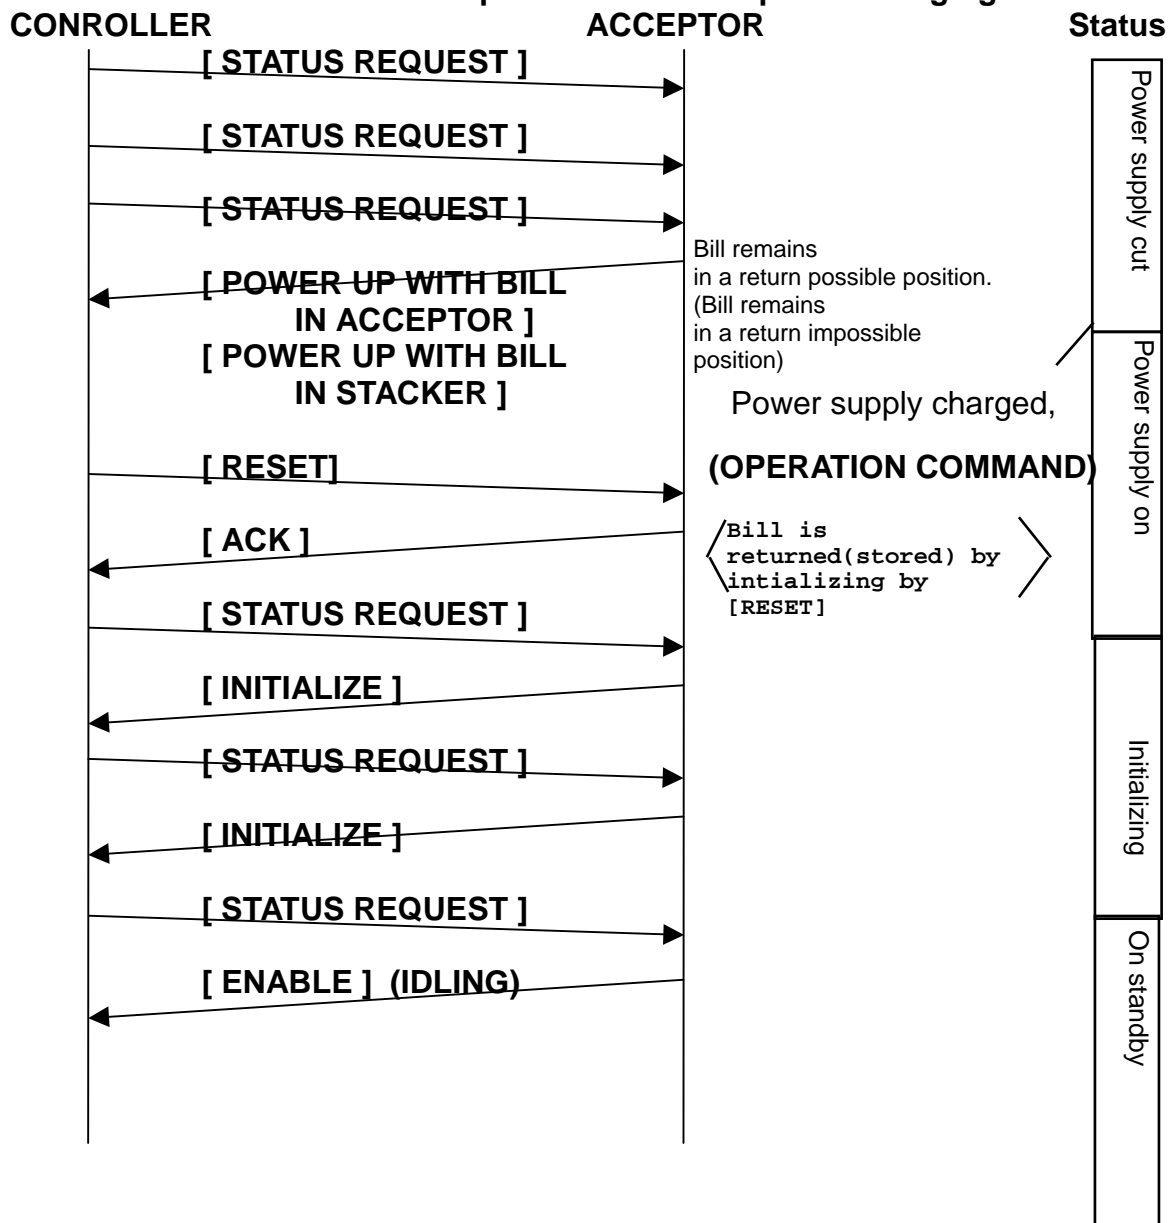 CONROLLER ACCEPTOR Status
[ STATUS REQUEST ]
[ STATUS REQUEST ]
[ STATUS REQUEST ]
Power supply cut
Bill remains
in a return possible position.
(Bill remains
in a return impossible
position)
[ POWER UP WITH BILL
IN ACCEPTOR ]
[ POWER UP WITH BILL
IN STACKER ]
Power supply charged,
Power supply on
[ RESET]
(OPERATION COMMAND)
[ ACK ]
Bill is
returned(stored) by
intializing by
[RESET]
[ STATUS REQUEST ]
[ INITIALIZE ]
[ STATUS REQUEST ]
Initializing
[ INITIALIZE ]
[ STATUS REQUEST ]
On standby
[ ENABLE ] (IDLING)